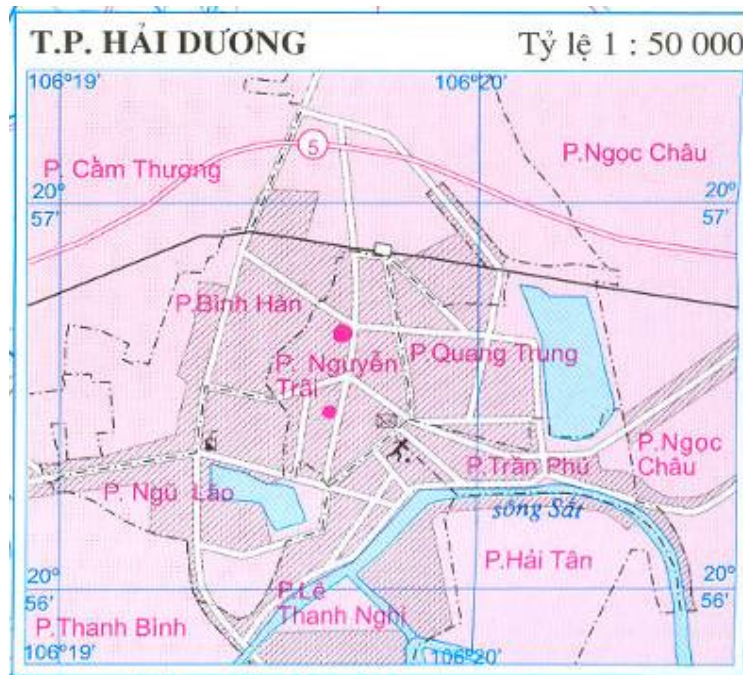 T.P. HẢI DƯƠNG
Tỷ lệ 1 : 50 000
106°19'
106°20'
5
P. Cẩm Thượng
P.Ngọc Châu
20°
57'
20°
57'
P.Bình Hàn
P. Nguyễn
Trãi
P Quang Trung
P.Ngọc
Châu
P. Trần Phú
P. Ngũ Lão
sông Sắt
P.Hải Tân
20°
56'
20°
56'
P.Lê
Thanh Nghị
P.Thanh Bình
106°19'
106°20'